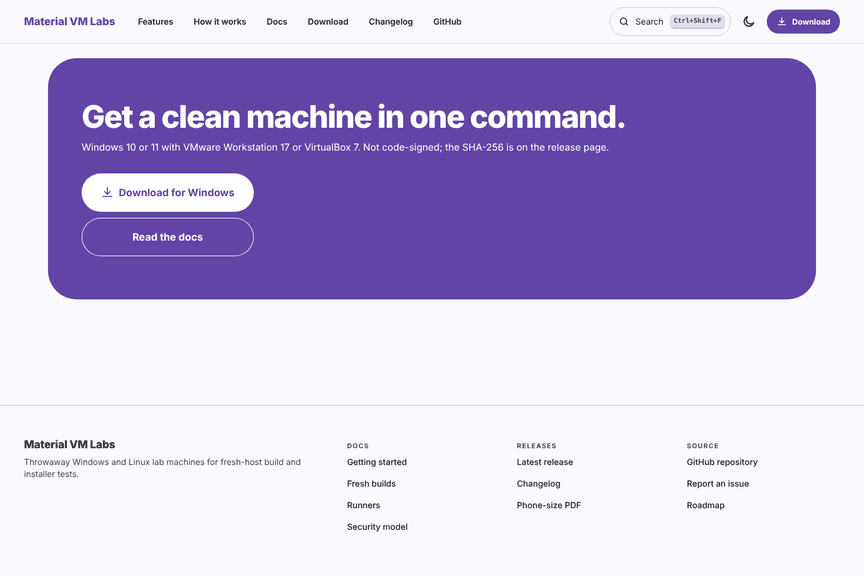 Material VM Labs
Features
How it works
Docs
Download
Changelog
GitHub
Search
Ctrl+Shift+F
Download
Get a clean machine in one command.
Windows 10 or 11 with VMware Workstation 17 or VirtualBox 7. Not code-signed; the SHA-256 is on the release page.
Download for Windows
Read the docs
Material VM Labs
Throwaway Windows and Linux lab machines for fresh-host build and
installer tests.
DOCS
Getting started
Fresh builds
Runners
Security model
RELEASES
Latest release
Changelog
Phone-size PDF
SOURCE
GitHub repository
Report an issue
Roadmap